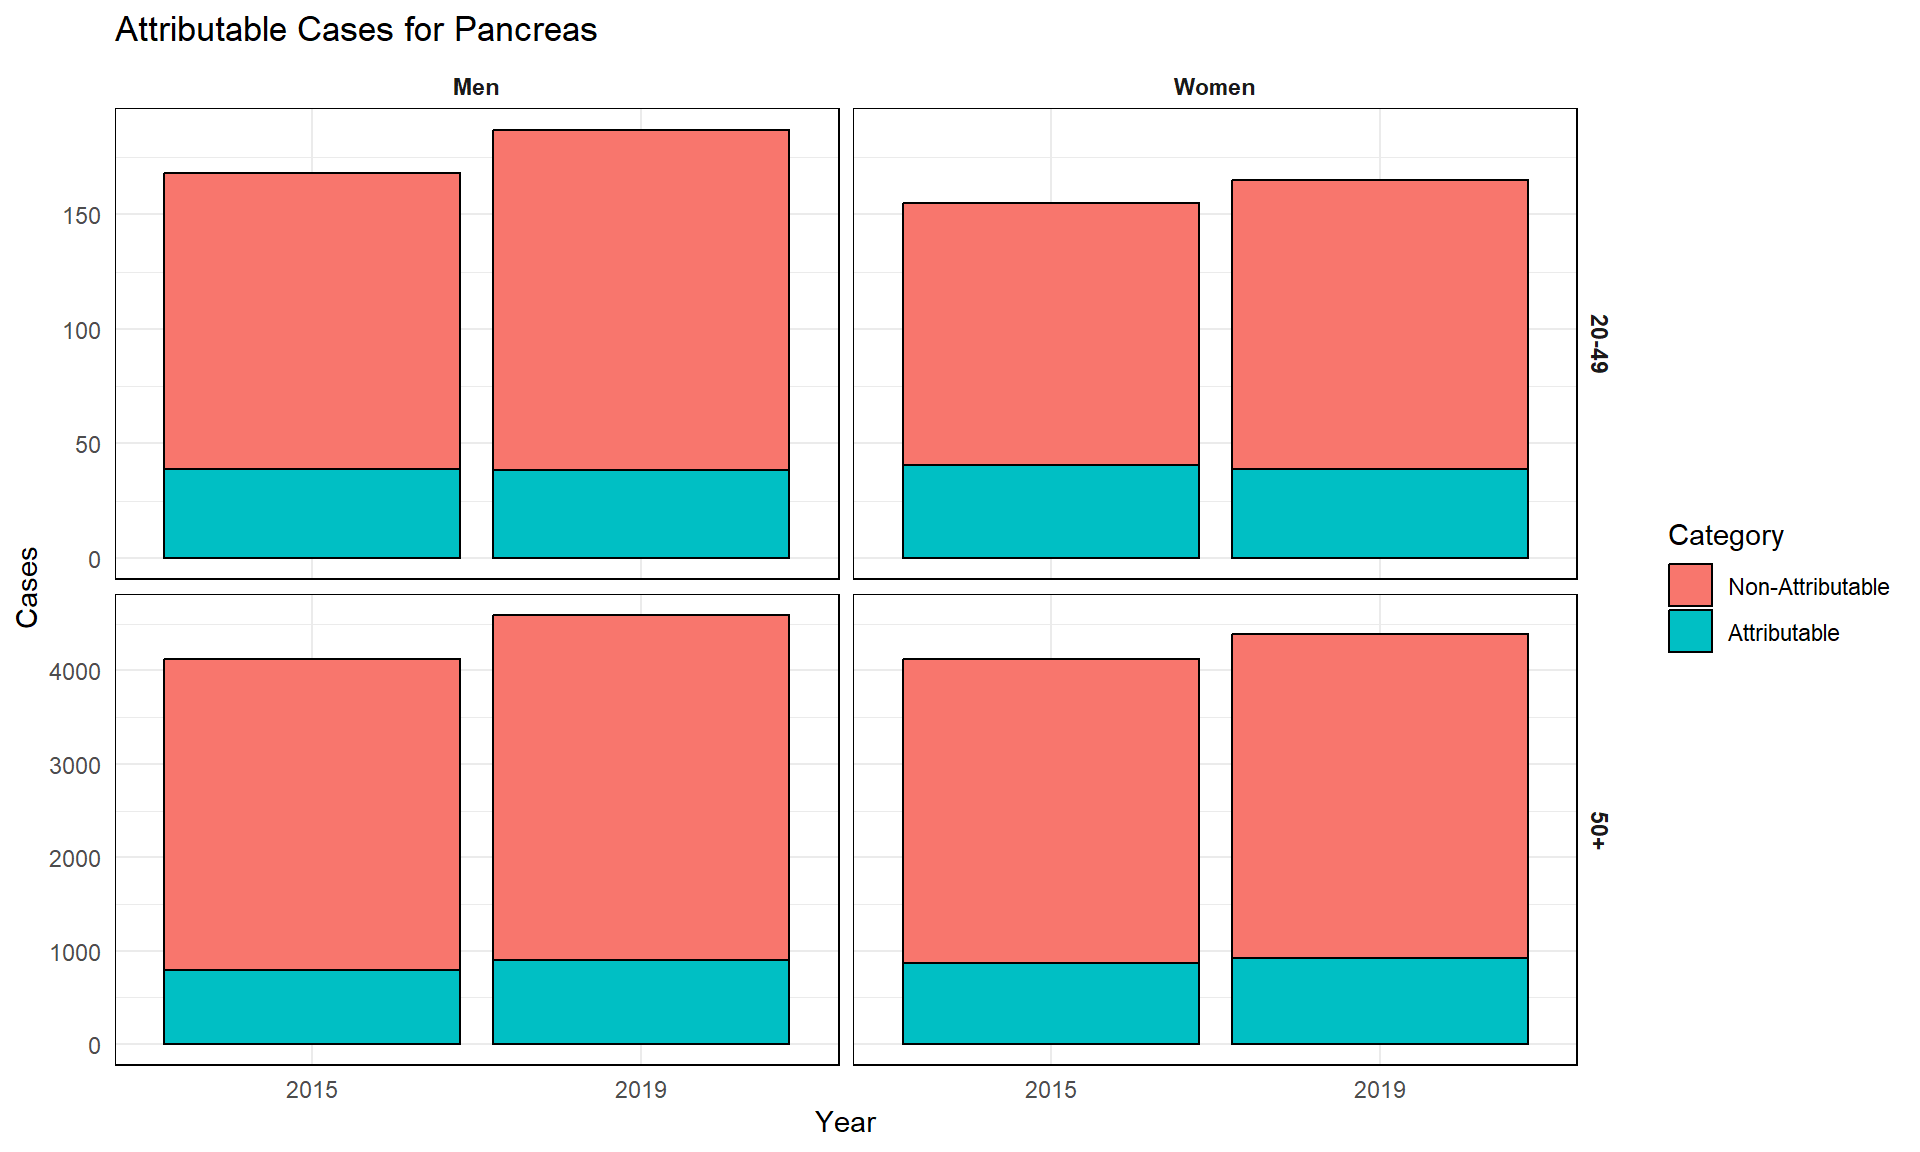 Attributable Cases for Pancreas
Men
Women
150
100
50
0
20-49
Cases
4000
3000
2000
1000
0
50+
2015
2019
2015
2019
Year
Category
Non-Attributable
Attributable